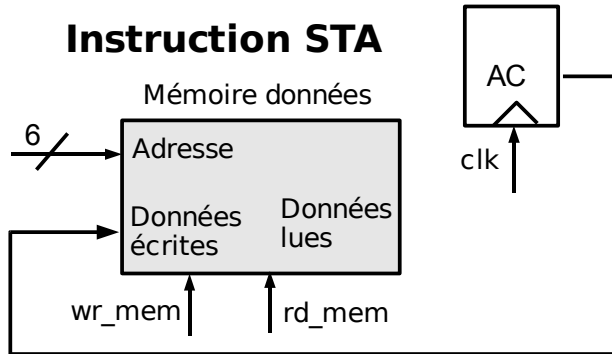 Instruction STA
AC
Mémoire données
6
Adresse
clk
Données
écrites
Données
lues
wr_mem
rd_mem